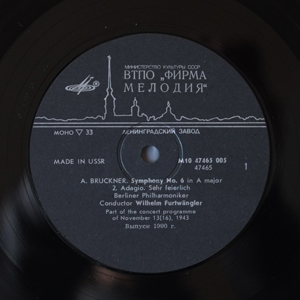 МИНИСТЕРСТВО КУЛЬТУРЫ СССР
ВТПО „ФИРМА
МЕЛОДИЯ"
МОНО ▽ 33
ЛЕНИНГРАДСКИЙ ЗАВОД
MADE IN USSR
М10 47465 005
47465
1
A. BRUCKNER. Symphony No. 6 in A major
2. Adagio. Sehr feierlich
Berliner Philharmoniker
Conductor Wilhelm Furtwängler
Part of the concert programme
of November 13(16), 1943
Выпуск 1990 г.